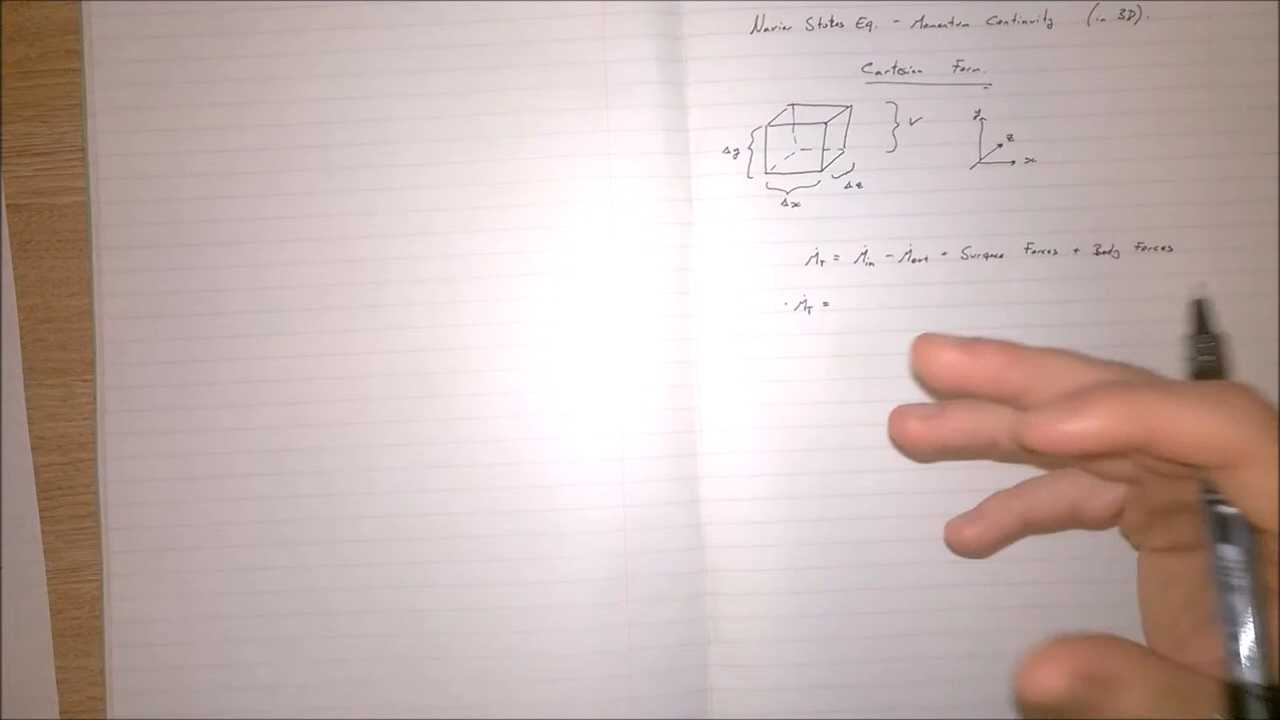 Navier Stokes Eq. - Momentum Continuity (in 3D).
Cartesian Form.
Δy
} V
y
z
x
Δz
Δx
Ṁ_T = Ṁ_in - Ṁ_out + Surface Forces + Body Forces
· Ṁ_T =